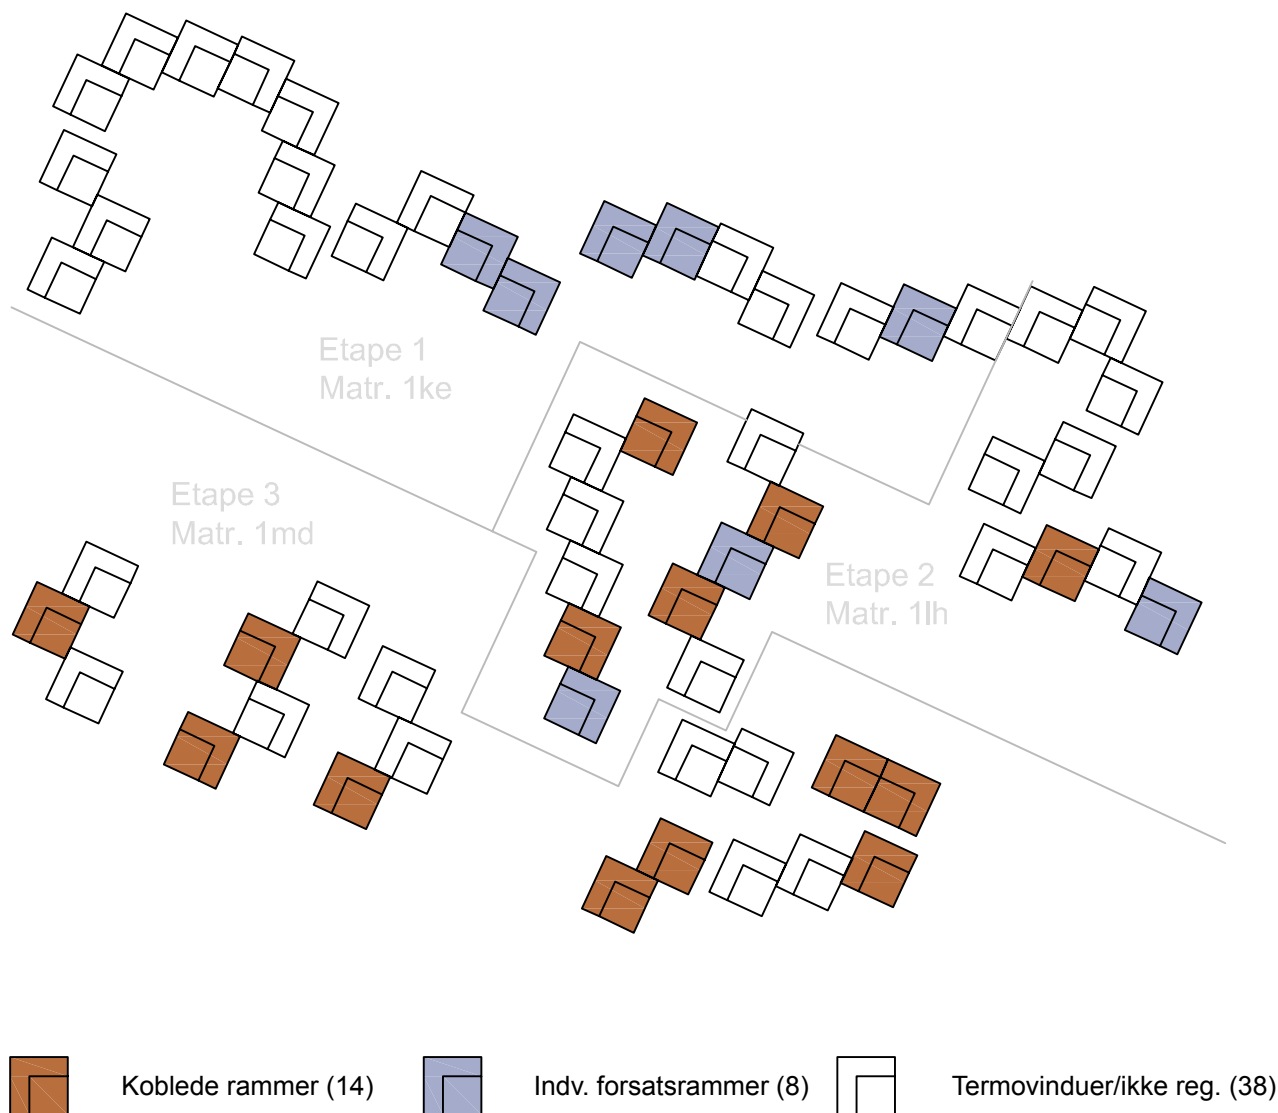 Etape 1
Matr. 1ke
Etape 3
Matr. 1md
Etape 2
Matr. 1lh
Koblede rammer (14)
Indv. forsatsrammer (8)
Termovinduer/ikke reg. (38)